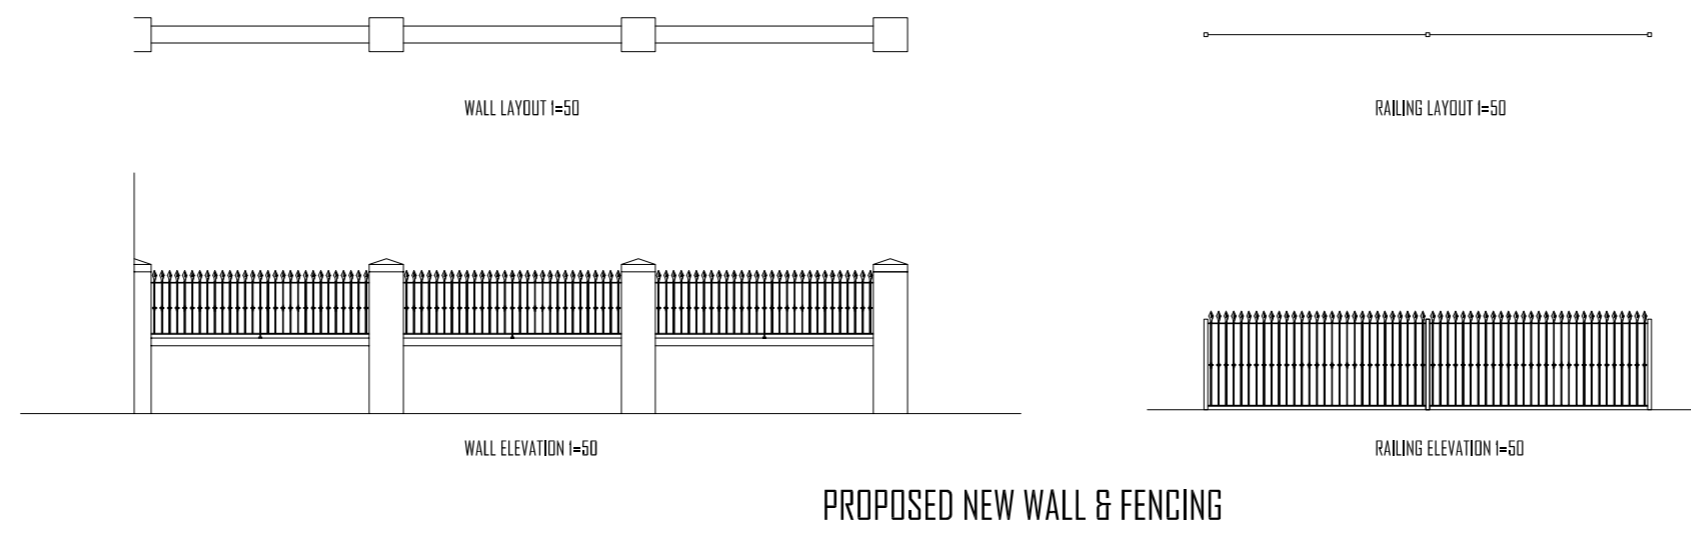 WALL LAYOUT 1=50
RAILING LAYOUT 1=50
WALL ELEVATION 1=50
RAILING ELEVATION 1=50
PROPOSED NEW WALL & FENCING